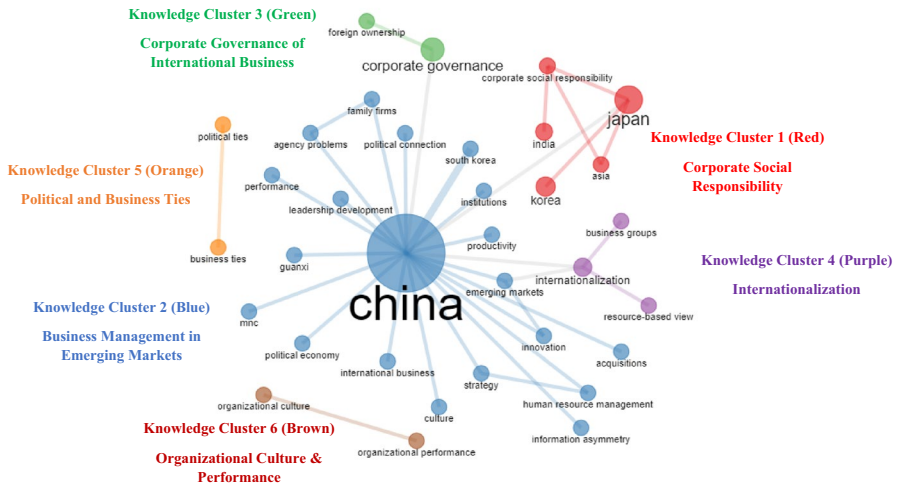 Knowledge Cluster 3 (Green)
Corporate Governance of
International Business
foreign ownership
corporate governance
corporate social responsibility
japan
india
asia
korea
Knowledge Cluster 1 (Red)
Corporate Social
Responsibility
family firms
agency problems
political connection
south korea
political ties
Knowledge Cluster 5 (Orange)
Political and Business Ties
performance
leadership development
institutions
business ties
guanxi
productivity
business groups
internationalization
resource-based view
Knowledge Cluster 4 (Purple)
Internationalization
emerging markets
china
Knowledge Cluster 2 (Blue)
Business Management in
Emerging Markets
mnc
political economy
international business
innovation
acquisitions
strategy
human resource management
culture
information asymmetry
organizational culture
Knowledge Cluster 6 (Brown)
organizational performance
Organizational Culture &
Performance